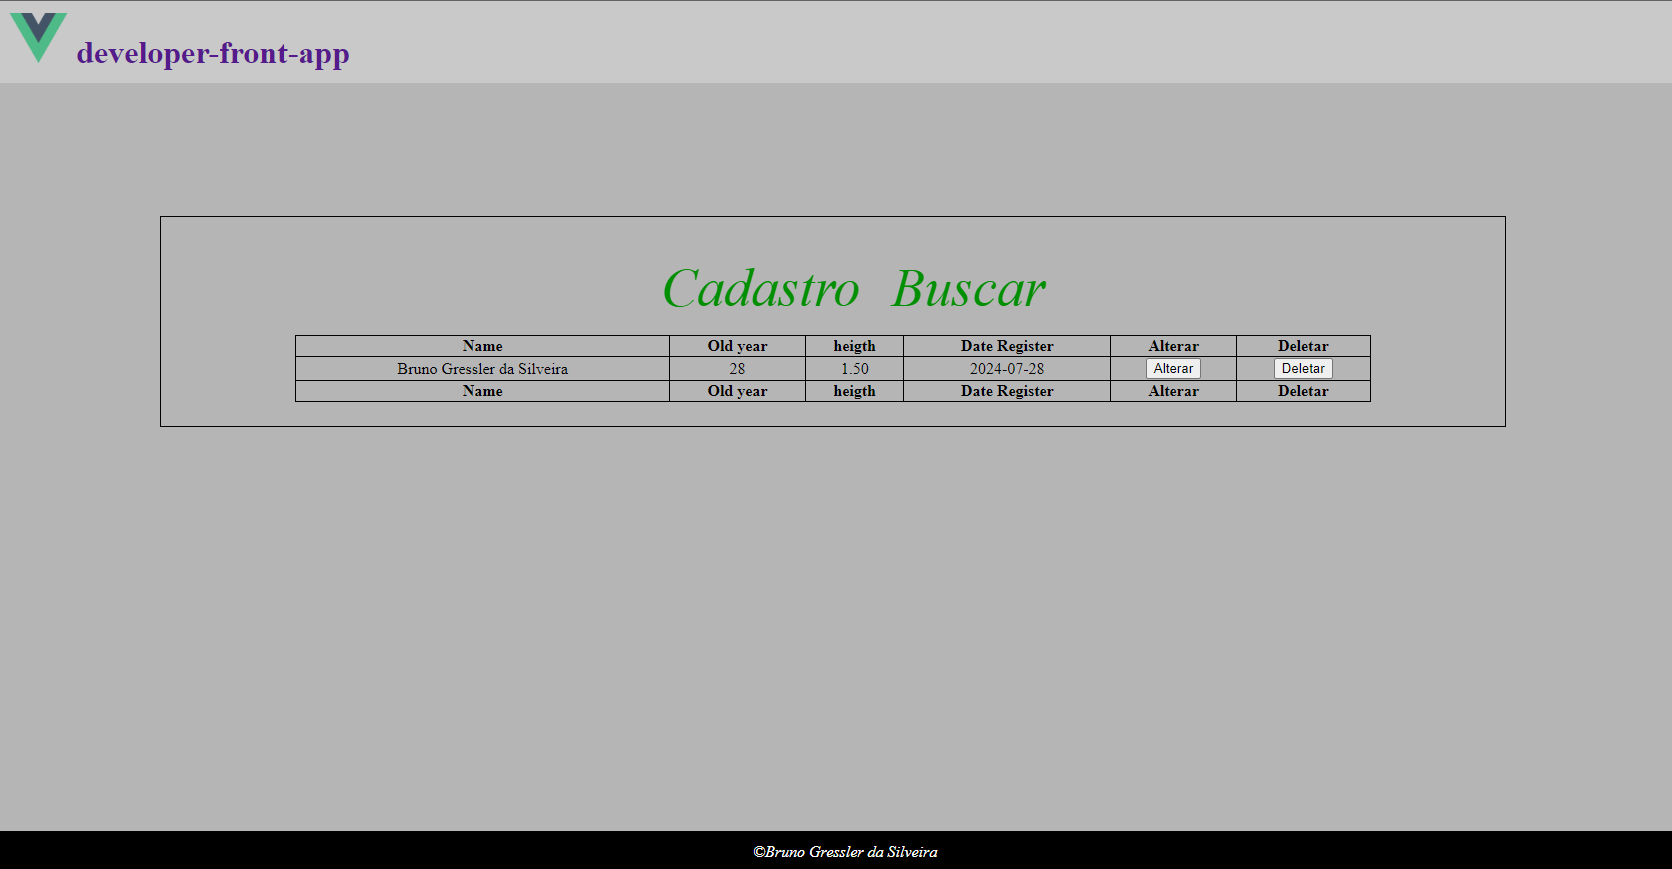 developer-front-app
Cadastro Buscar
Name Old year heigth Date Register Alterar Deletar
Bruno Gressler da Silveira 28 1.50 2024-07-28 Alterar Deletar
Name Old year heigth Date Register Alterar Deletar
©Bruno Gressler da Silveira